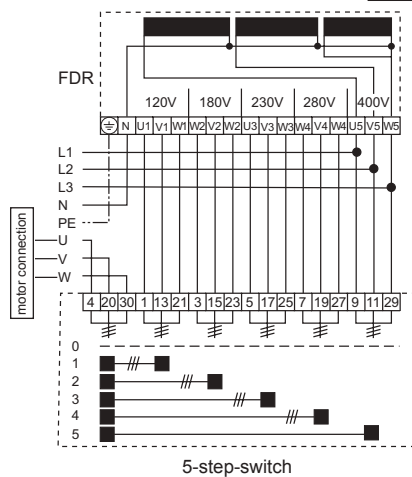 FDR
120V 180V 230V 280V 400V
N U1 V1 W1 W2 V2 W2 U3 V3 W3 W4 V4 W4 U5 V5 W5
L1
L2
L3
N
PE
motor connection
U
V
W
4 20 30 1 13 21 3 15 23 5 17 25 7 19 27 9 11 29
0
1
2
3
4
5
5-step-switch